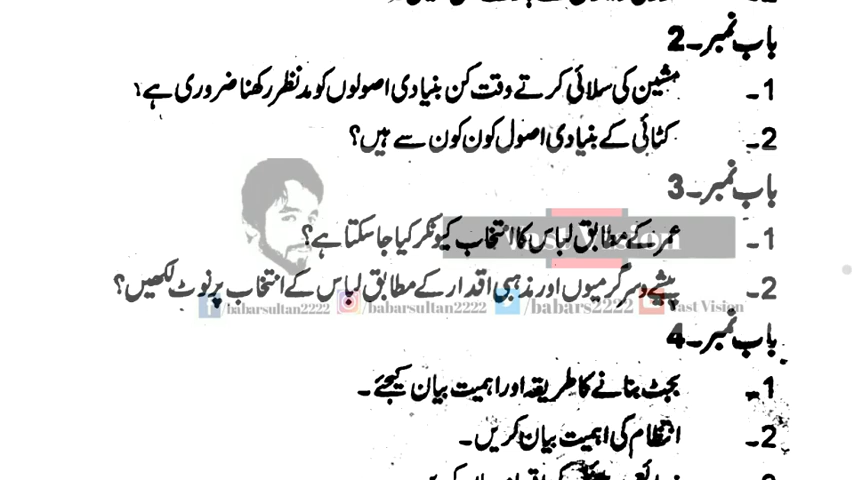 باب نمبر۔2
1۔ مشین کی سلائی کرتے وقت کن بنیادی اصولوں کو مدنظر رکھنا ضروری ہے؟
2۔ کٹائی کے بنیادی اصول کون کون سے ہیں؟
باب نمبر۔3
1۔ عمر کے مطابق لباس کا انتخاب کیونکر کیا جا سکتا ہے؟
2۔ پیشے و سرگرمیوں اور مذہبی اقدار کے مطابق لباس کے انتخاب پر نوٹ لکھیں؟
/babarsultan2222 /babarsultan2222 /babars2222 Vast Vision
باب نمبر۔4
1۔ بجٹ بنانے کا طریقہ اور اہمیت بیان کیجئے۔
2۔ انتظام کی اہمیت بیان کریں۔